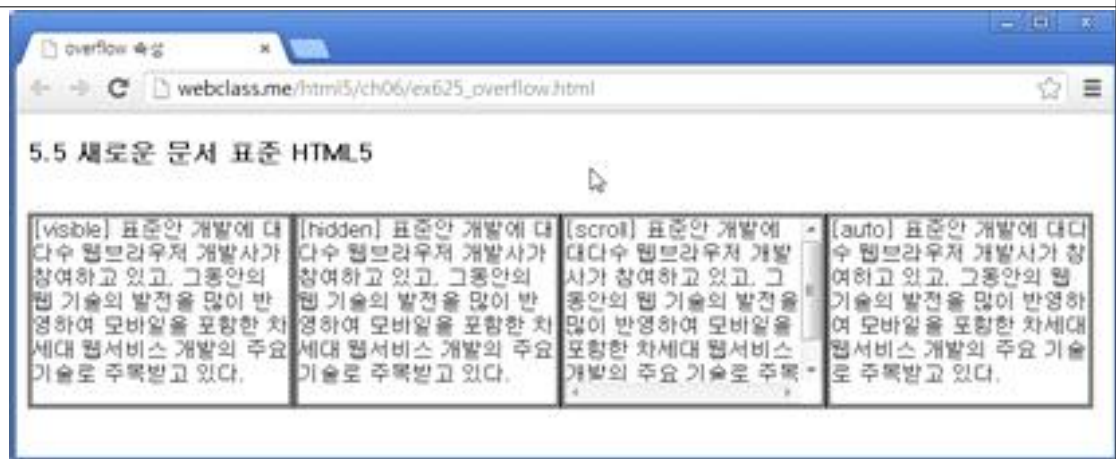 overflow 속성
webclass.me/html5/ch06/ex625_overflow.html
5.5 새로운 문서 표준 HTML5
[visible] 표준안 개발에 대
다수 웹브라우저 개발사가
참여하고 있고, 그동안의
웹 기술의 발전을 많이 반
영하여 모바일을 포함한 차
세대 웹서비스 개발의 주요
기술로 주목받고 있다.
[hidden] 표준안 개발에 대
다수 웹브라우저 개발사가
참여하고 있고, 그동안의
웹 기술의 발전을 많이 반
영하여 모바일을 포함한 차
세대 웹서비스 개발의 주요
기술로 주목받고 있다.
[scroll] 표준안 개발에
대다수 웹브라우저 개발
사가 참여하고 있고, 그
동안의 웹 기술의 발전을
많이 반영하여 모바일을
포함한 차세대 웹서비스
개발의 주요 기술로 주목
[auto] 표준안 개발에 대다
수 웹브라우저 개발사가 참
여하고 있고, 그동안의 웹
기술의 발전을 많이 반영하
여 모바일을 포함한 차세대
웹서비스 개발의 주요 기술
로 주목받고 있다.